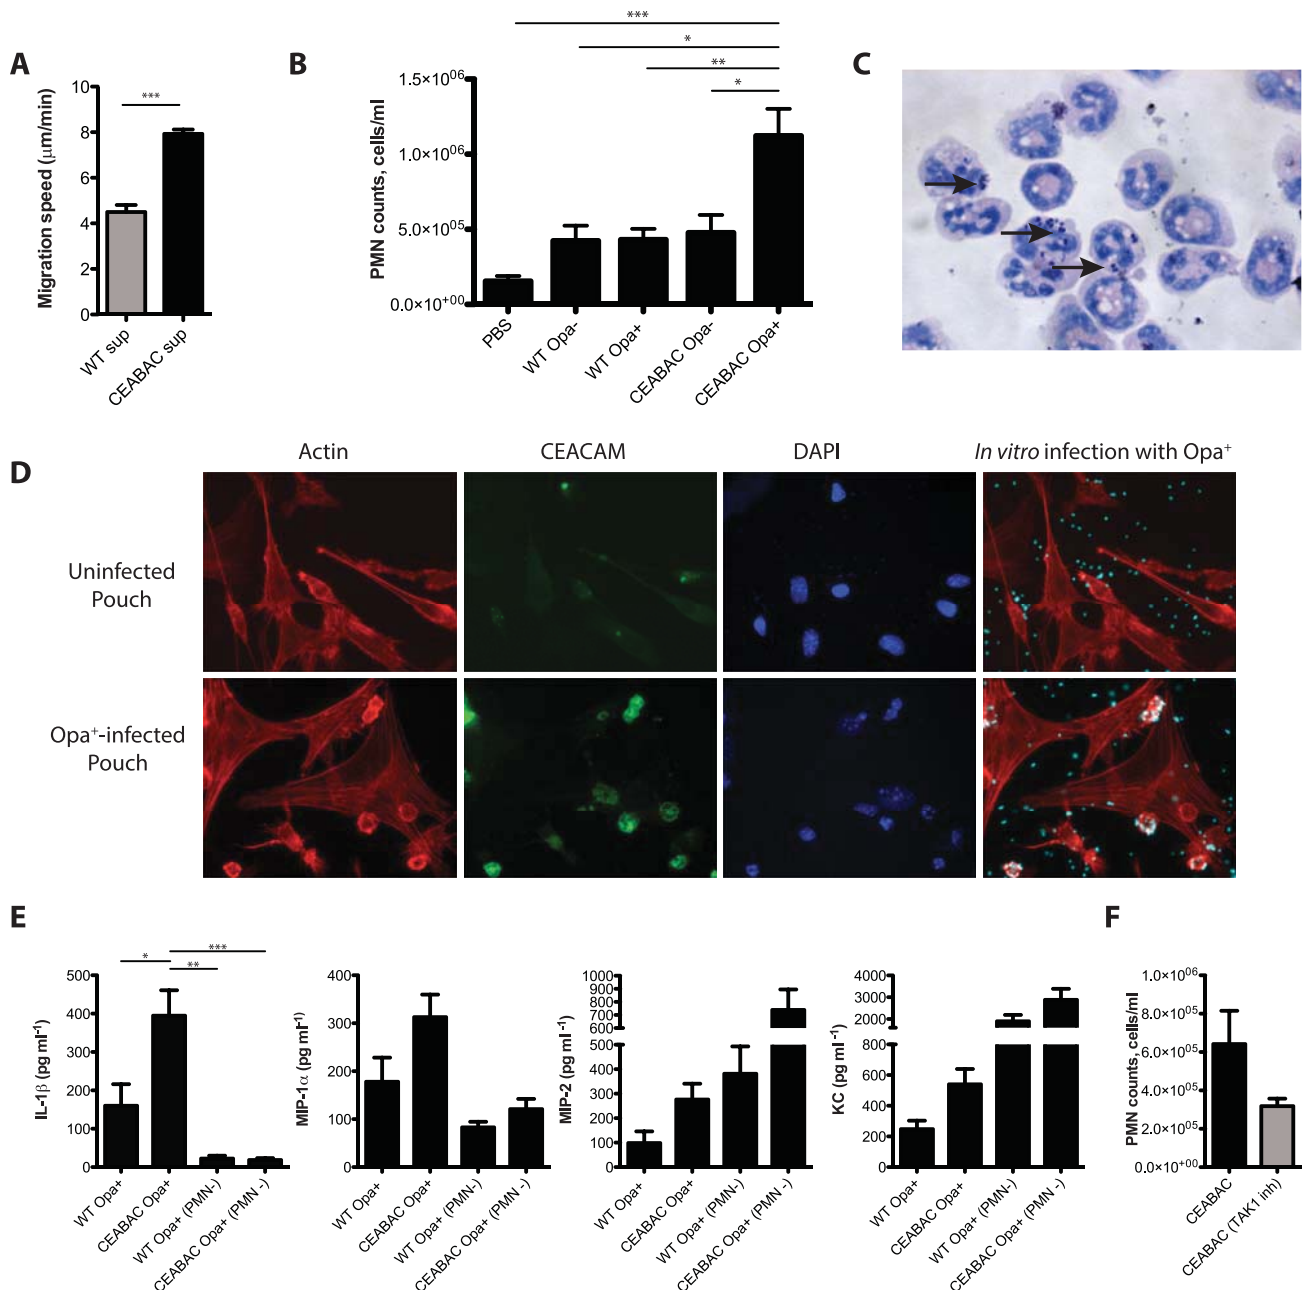 A
Migration speed (µm/min)
10
8
6
4
2
0
***
WT sup
CEABAC sup
B
PMN counts, cells/ml
1.5×10⁰⁶
1.0×10⁰⁶
5.0×10⁰⁵
0.0×10⁺⁰⁰
***
*
**
*
PBS
WT Opa-
WT Opa+
CEABAC Opa-
CEABAC Opa+
C
D
Actin
CEACAM
DAPI
In vitro infection with Opa⁺
Uninfected
Pouch
Opa⁺-infected
Pouch
E
IL-1β (pg ml⁻¹)
500
400
300
200
100
0
*
***
**
WT Opa+
CEABAC Opa+
WT Opa+ (PMN-)
CEABAC Opa+ (PMN -)
MIP-1α (pg ml⁻¹)
400
300
200
100
0
WT Opa+
CEABAC Opa+
WT Opa+ (PMN-)
CEABAC Opa+ (PMN -)
MIP-2 (pg ml⁻¹)
1000
900
800
700
600
500
400
300
200
100
0
WT Opa+
CEABAC Opa+
WT Opa+ (PMN-)
CEABAC Opa+ (PMN -)
KC (pg ml⁻¹)
4000
3000
2000
800
600
400
200
0
WT Opa+
CEABAC Opa+
WT Opa+ (PMN-)
CEABAC Opa+ (PMN -)
F
PMN counts, cells/ml
1.0×10⁰⁶
8.0×10⁰⁵
6.0×10⁰⁵
4.0×10⁰⁵
2.0×10⁰⁵
0.0×10⁺⁰⁰
CEABAC
CEABAC (TAK1 inh)